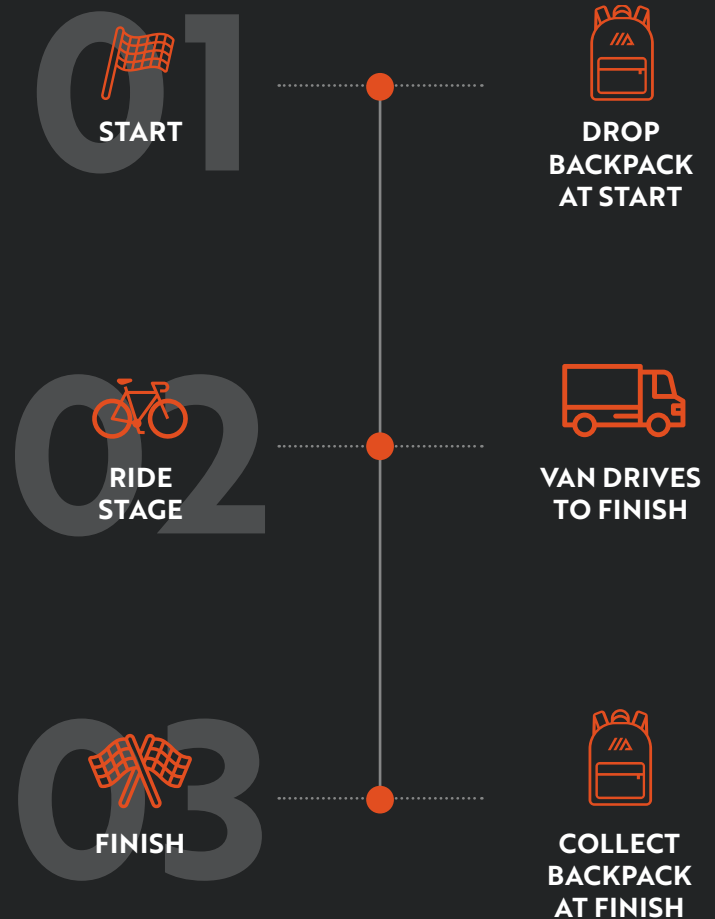 01
START
DROP
BACKPACK
AT START
02
RIDE
STAGE
VAN DRIVES
TO FINISH
03
FINISH
COLLECT
BACKPACK
AT FINISH